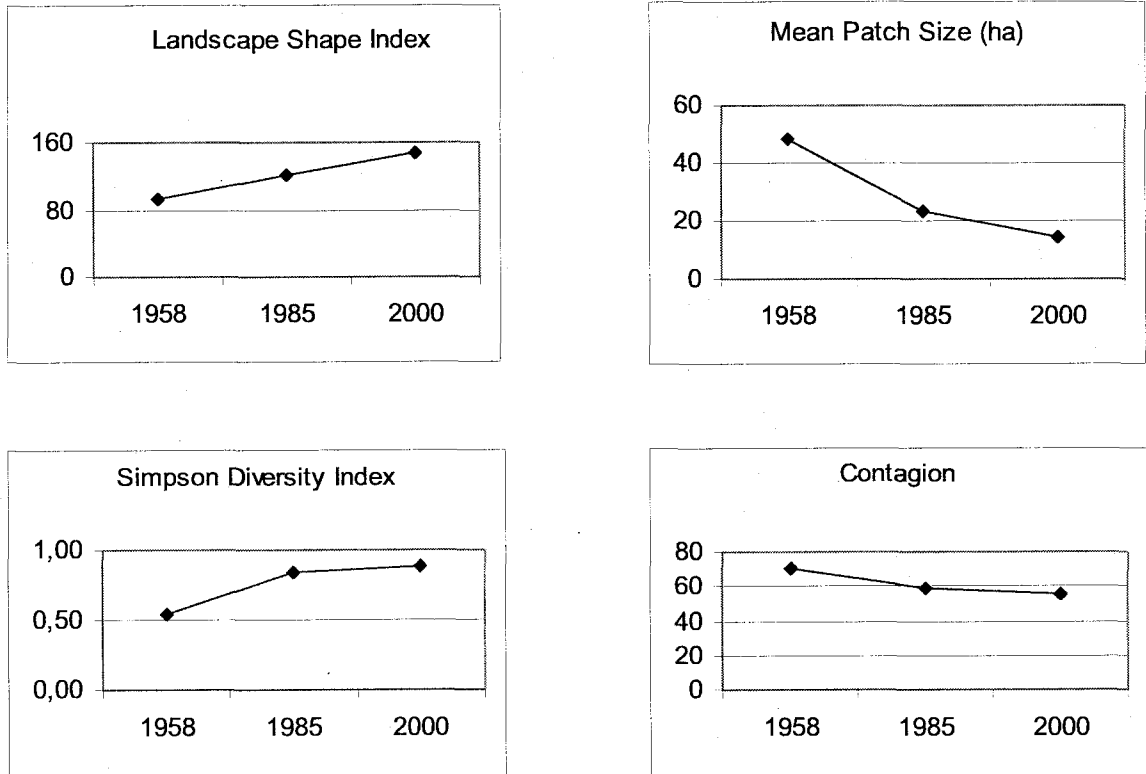 Landscape Shape Index
160
80
0
1958 1985 2000
Mean Patch Size (ha)
60
40
20
0
1958 1985 2000
Simpson Diversity Index
1,00
0,50
0,00
1958 1985 2000
Contagion
80
60
40
20
0
1958 1985 2000